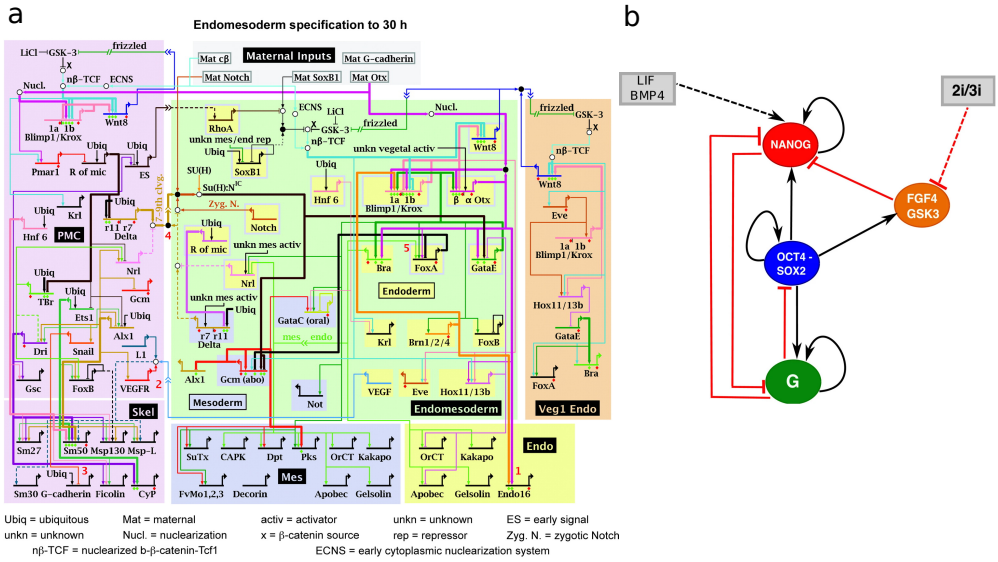 a
Endomesoderm specification to 30 h
LiCl
GSK-3
frizzled
χ
nβ-TCF
ECNS
Nucl.
1a 1b
Blimp1/Krox
Wnt8
Pmar1
R of mic
Ubiq
ES
Krl
Ubiq
Hnf 6
PMC
Ubiq
r11 r7
Delta
7-9th clvg.
4
Nrl
Gcm
Ubiq
TBr
Ubiq
Ets1
Alx1
Dri
Snail
L1
Gsc
FoxB
VEGFR
2
Skel
Sm27
Sm50
Msp130
Msp-L
Ubiq
3
Sm30
G-cadherin
Ficolin
CyP
Maternal Inputs
Mat cβ
Mat G-cadherin
Mat Notch
Mat SoxB1
Mat Otx
RhoA
ECNS
LiCl
χ
GSK-3
frizzled
nβ-TCF
Nucl.
unkn mes/end rep
Ubiq
SoxB1
unkn vegetal activ
Wnt8
SU(H)
Su(H):N^IC
Ubiq
Hnf 6
1a 1b
Blimp1/Krox
β α Otx
Zyg. N.
Notch
Ubiq
R of mic
unkn mes activ
Nrl
5
Bra
FoxA
GataE
Endoderm
unkn mes activ
Ubiq
r7 r11
Delta
GataC (oral)
mes
endo
Krl
Brn1/2/4
FoxB
Alx1
Gcm (abo)
Mesoderm
Not
VEGF
Eve
Hox11/13b
Endomesoderm
frizzled
GSK-3
χ
nβ-TCF
Wnt8
Eve
1a 1b
Blimp1/Krox
Hox11/13b
GataE
FoxA
Bra
Veg1 Endo
SuTx
CAPK
Dpt
Pks
OrCT
Kakapo
Mes
FvMo1,2,3
Decorin
Apobec
Gelsolin
Endo
OrCT
Kakapo
1
Apobec
Gelsolin
Endo16
Ubiq = ubiquitous
Mat = maternal
activ = activator
unkn = unknown
ES = early signal
unkn = unknown
Nucl. = nuclearization
x = β-catenin source
rep = repressor
Zyg. N. = zygotic Notch
nβ-TCF = nuclearized b-β-catenin-Tcf1
ECNS = early cytoplasmic nuclearization system
b
LIF
BMP4
2i/3i
NANOG
FGF4
GSK3
OCT4 -
SOX2
G